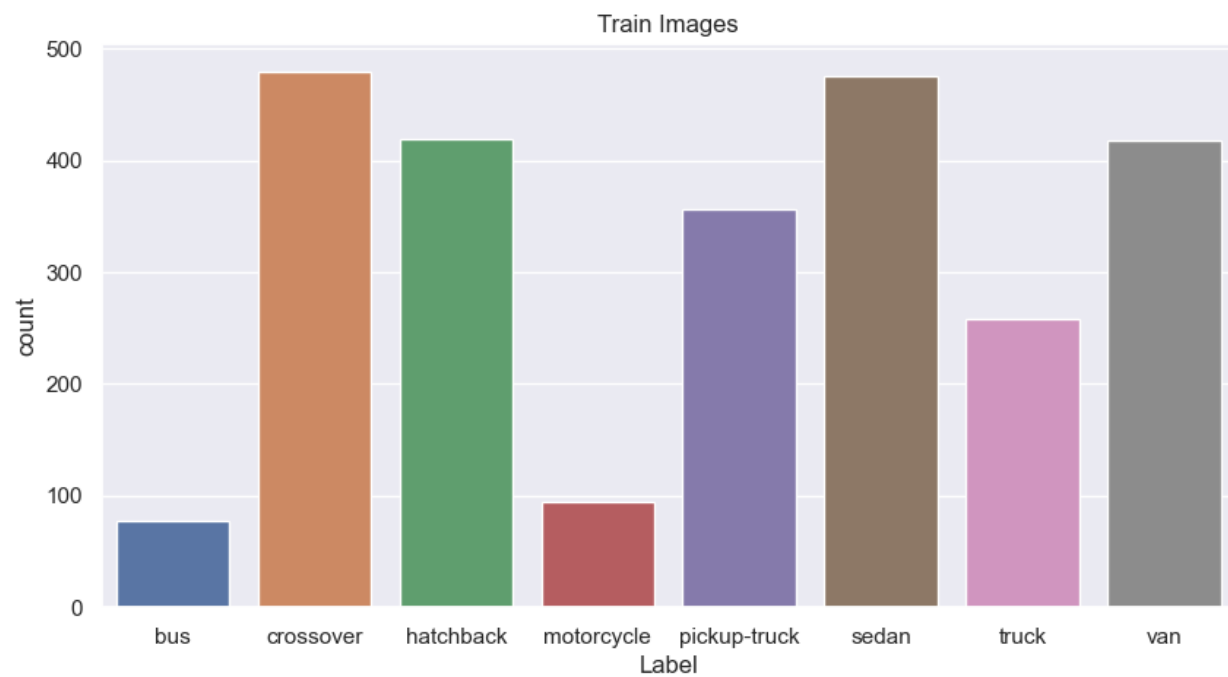 Train Images
500
400
300
200
100
0
count
bus crossover hatchback motorcycle pickup-truck sedan truck van
Label